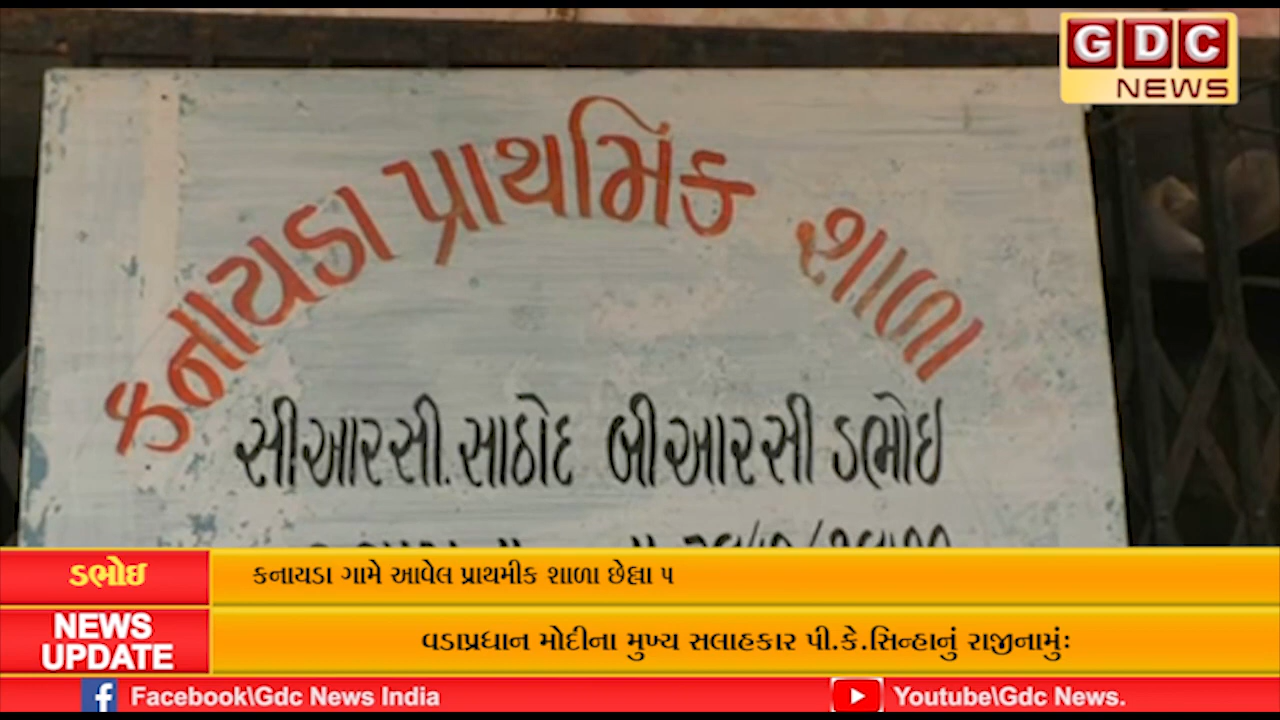 GDC
NEWS
કનાયડા પ્રાથમિક શાળા
સીઆરસી.સાઠોદ બીઆરસી ડભોઇ
ડભોઇ
કનાયડા ગામે આવેલ પ્રાથમીક શાળા છેલ્લા ૫
NEWS
UPDATE
વડાપ્રધાન મોદીના મુખ્ય સલાહકાર પી.કે.સિન્હાનું રાજીનામુંઃ
Facebook\Gdc News India
Youtube\Gdc News.